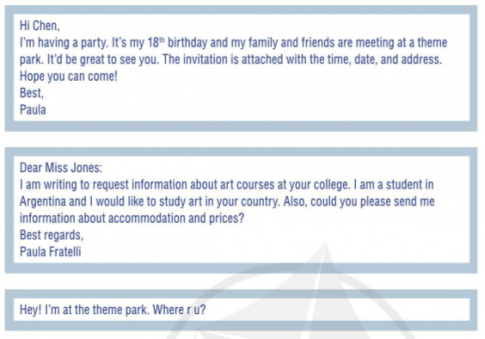 Hi Chen,
I'm having a party. It's my 18th birthday and my family and friends are meeting at a theme
park. It'd be great to see you. The invitation is attached with the time, date, and address.
Hope you can come!
Best,
Paula
Dear Miss Jones:
I am writing to request information about art courses at your college. I am a student in
Argentina and I would like to study art in your country. Also, could you please send me
information about accommodation and prices?
Best regards,
Paula Fratelli
Hey! I'm at the theme park. Where r u?